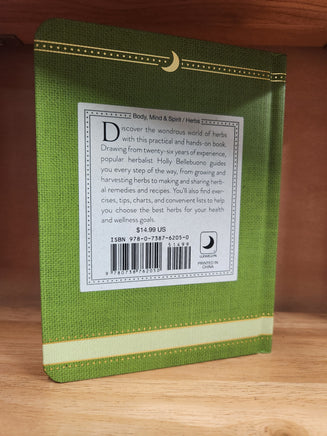 Body, Mind & Spirit / Herbs
Discover the wondrous world of herbs
with this practical and hands-on book.
Drawing from twenty-six years of experience,
popular herbalist Holly Bellebuono guides
you every step of the way, from growing and
harvesting herbs to making and sharing herb-
al remedies and recipes. You'll also find exer-
cises, tips, charts, and convenient lists to help
you choose the best herbs for your health
and wellness goals.
$14.99 US
ISBN 978-0-7387-6205-0
51499
9 780738 762050
LLEWELLYN
PRINTED IN
CHINA